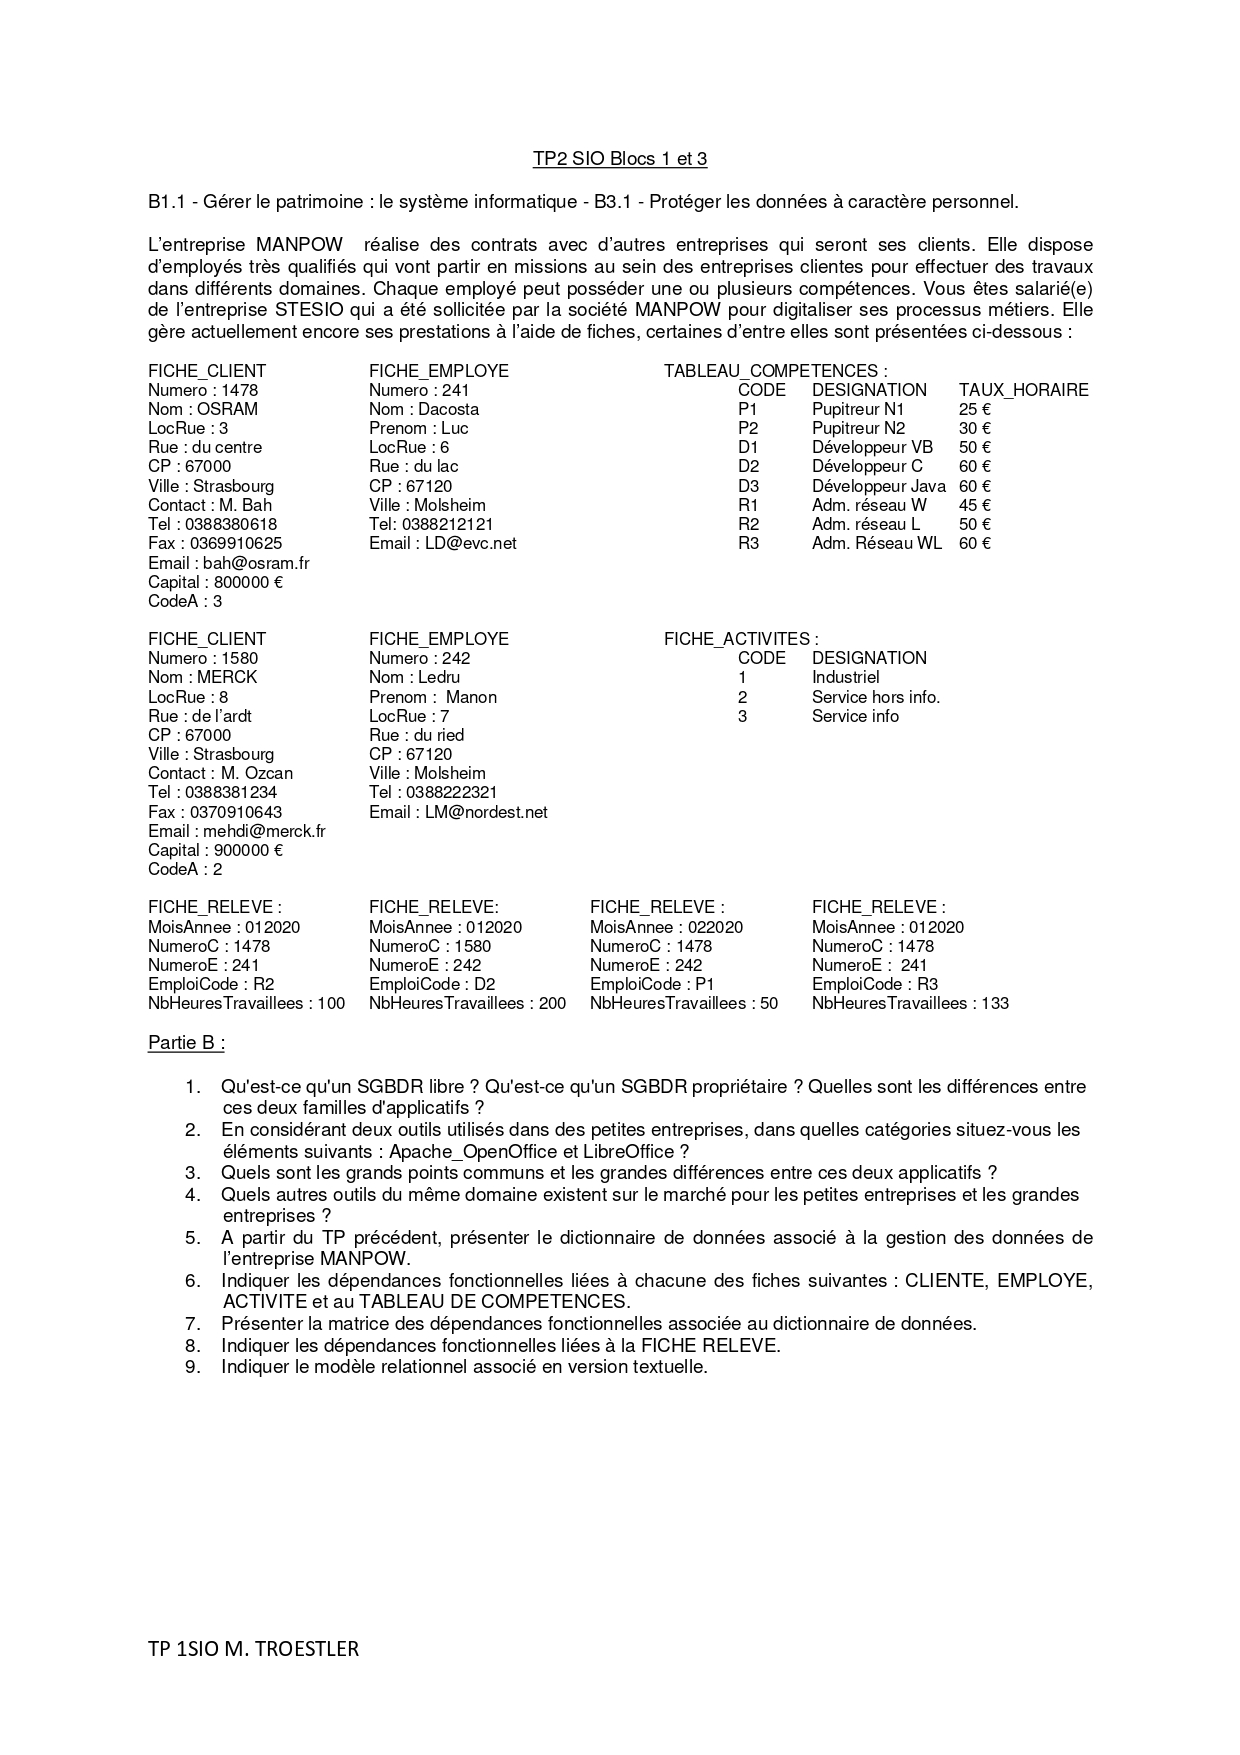 TP2 SIO Blocs 1 et 3
B1.1 - Gérer le patrimoine : le système informatique - B3.1 - Protéger les données à caractère personnel.
L'entreprise MANPOW réalise des contrats avec d'autres entreprises qui seront ses clients. Elle dispose
d'employés très qualifiés qui vont partir en missions au sein des entreprises clientes pour effectuer des travaux
dans différents domaines. Chaque employé peut posséder une ou plusieurs compétences. Vous êtes salarié(e)
de l'entreprise STESIO qui a été sollicitée par la société MANPOW pour digitaliser ses processus métiers. Elle
gère actuellement encore ses prestations à l'aide de fiches, certaines d'entre elles sont présentées ci-dessous :
FICHE_CLIENT FICHE_EMPLOYE TABLEAU_COMPETENCES :
Numero : 1478 Numero : 241 CODE DESIGNATION TAUX_HORAIRE
Nom : OSRAM Nom : Dacosta P1 Pupitreur N1 25 €
LocRue : 3 Prenom : Luc P2 Pupitreur N2 30 €
Rue : du centre LocRue : 6 D1 Développeur VB 50 €
CP : 67000 Rue : du lac D2 Développeur C 60 €
Ville : Strasbourg CP : 67120 D3 Développeur Java 60 €
Contact : M. Bah Ville : Molsheim R1 Adm. réseau W 45 €
Tel : 0388380618 Tel: 0388212121 R2 Adm. réseau L 50 €
Fax : 0369910625 Email : LD@evc.net R3 Adm. Réseau WL 60 €
Email : bah@osram.fr
Capital : 800000 €
CodeA : 3
FICHE_CLIENT FICHE_EMPLOYE FICHE_ACTIVITES :
Numero : 1580 Numero : 242 CODE DESIGNATION
Nom : MERCK Nom : Ledru 1 Industriel
LocRue : 8 Prenom : Manon 2 Service hors info.
Rue : de l'ardt LocRue : 7 3 Service info
CP : 67000 Rue : du ried
Ville : Strasbourg CP : 67120
Contact : M. Ozcan Ville : Molsheim
Tel : 0388381234 Tel : 0388222321
Fax : 0370910643 Email : LM@nordest.net
Email : mehdi@merck.fr
Capital : 900000 €
CodeA : 2
FICHE_RELEVE : FICHE_RELEVE: FICHE_RELEVE : FICHE_RELEVE :
MoisAnnee : 012020 MoisAnnee : 012020 MoisAnnee : 022020 MoisAnnee : 012020
NumeroC : 1478 NumeroC : 1580 NumeroC : 1478 NumeroC : 1478
NumeroE : 241 NumeroE : 242 NumeroE : 242 NumeroE : 241
EmploiCode : R2 EmploiCode : D2 EmploiCode : P1 EmploiCode : R3
NbHeuresTravaillees : 100 NbHeuresTravaillees : 200 NbHeuresTravaillees : 50 NbHeuresTravaillees : 133
Partie B :
1. Qu'est-ce qu'un SGBDR libre ? Qu'est-ce qu'un SGBDR propriétaire ? Quelles sont les différences entre
ces deux familles d'applicatifs ?
2. En considérant deux outils utilisés dans des petites entreprises, dans quelles catégories situez-vous les
éléments suivants : Apache_OpenOffice et LibreOffice ?
3. Quels sont les grands points communs et les grandes différences entre ces deux applicatifs ?
4. Quels autres outils du même domaine existent sur le marché pour les petites entreprises et les grandes
entreprises ?
5. A partir du TP précédent, présenter le dictionnaire de données associé à la gestion des données de
l'entreprise MANPOW.
6. Indiquer les dépendances fonctionnelles liées à chacune des fiches suivantes : CLIENTE, EMPLOYE,
ACTIVITE et au TABLEAU DE COMPETENCES.
7. Présenter la matrice des dépendances fonctionnelles associée au dictionnaire de données.
8. Indiquer les dépendances fonctionnelles liées à la FICHE RELEVE.
9. Indiquer le modèle relationnel associé en version textuelle.
TP 1SIO M. TROESTLER